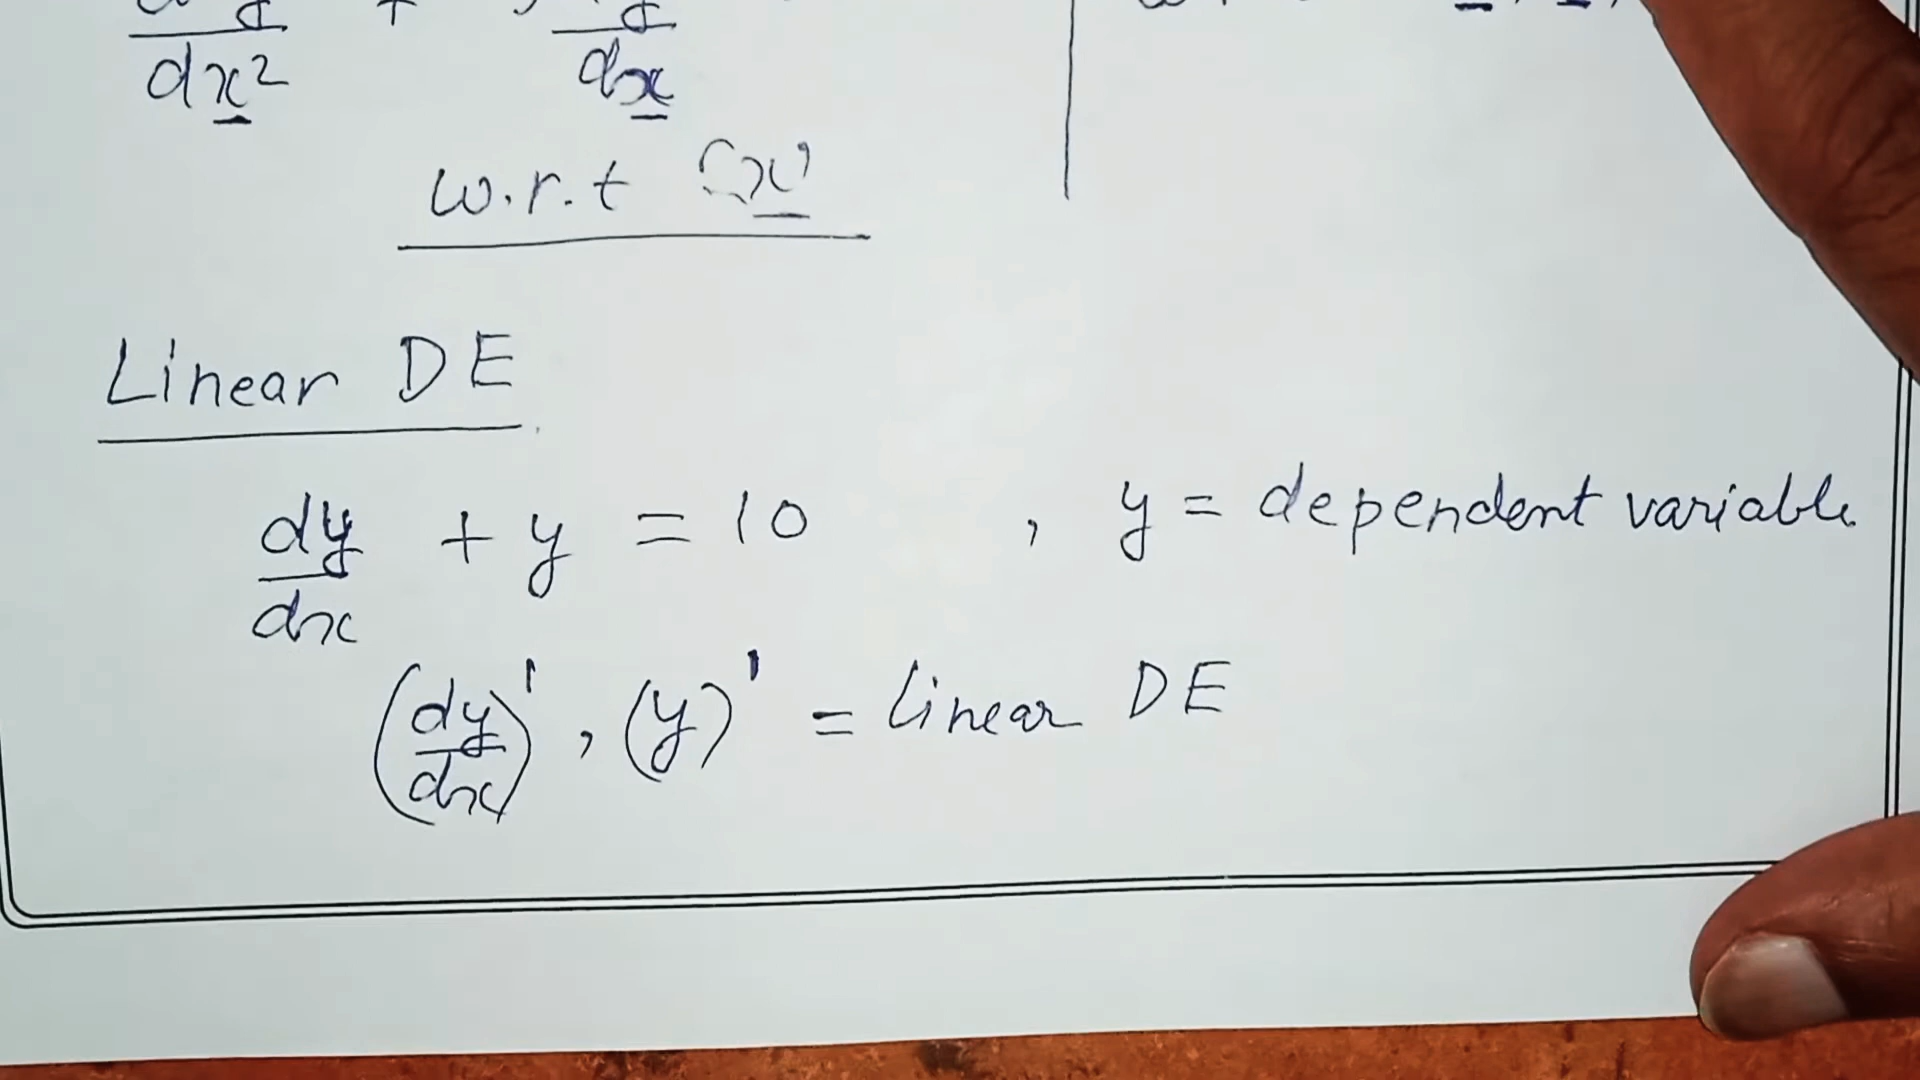 dx² dx
w.r.t 'x'
Linear DE
dy/dx + y = 10 , y = dependent variable
(dy/dx)¹, (y)¹ = Linear DE